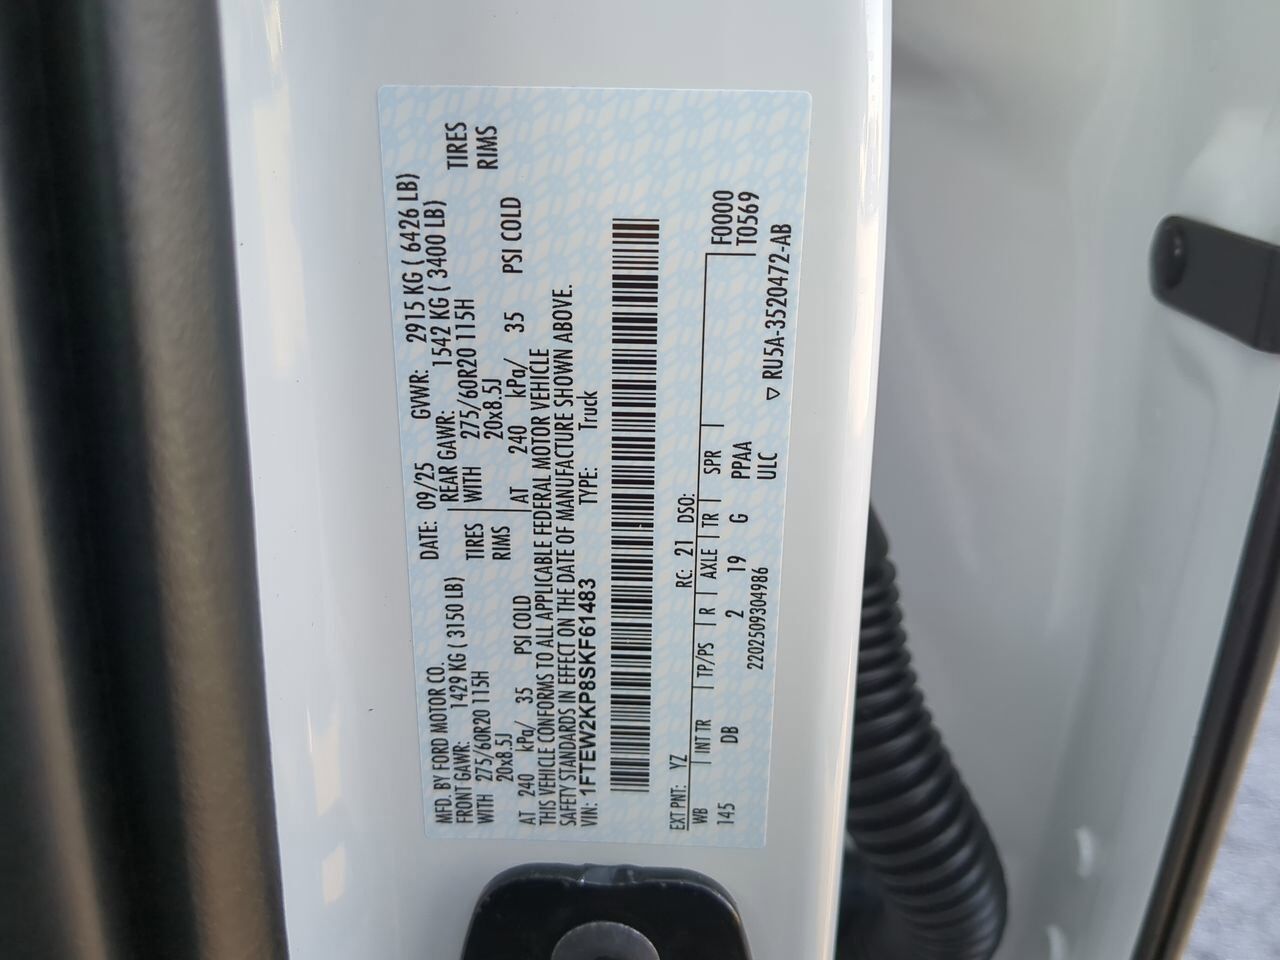 MFD. BY FORD MOTOR CO. DATE: 09/25 GVWR: 2915 KG ( 6426 LB)
FRONT GAWR: 1429 KG ( 3150 LB) REAR GAWR: 1542 KG ( 3400 LB)
WITH 275/60R20 115H TIRES WITH 275/60R20 115H TIRES
20x8.5J RIMS 20x8.5J RIMS
AT 240 kPa/ 35 PSI COLD AT 240 kPa/ 35 PSI COLD
THIS VEHICLE CONFORMS TO ALL APPLICABLE FEDERAL MOTOR VEHICLE
SAFETY STANDARDS IN EFFECT ON THE DATE OF MANUFACTURE SHOWN ABOVE.
VIN: 1FTEW2KP8SKF61483 TYPE: Truck
EXT PNT: YZ RC: 21 DSO:
WB INT TR TP/PS R AXLE TR SPR F0000
145 DB 2 19 G PPAA T0569
2202509304986 ULC
▽ RU5A-3520472-AB